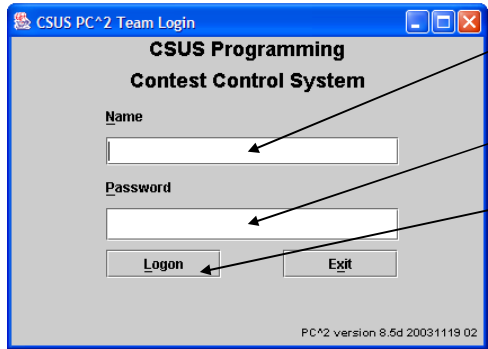 CSUS PC^2 Team Login
CSUS Programming
Contest Control System
Name
Password
Logon Exit
PC^2 version 8.5d 20031119 02